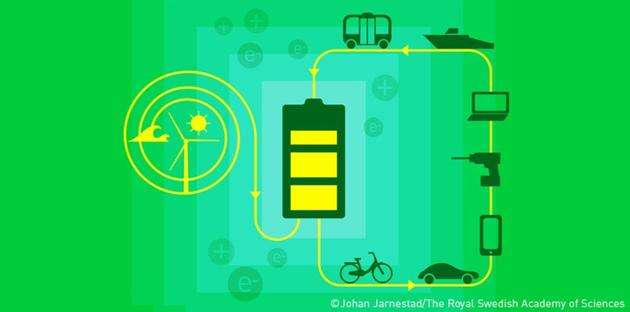 +
+
e⁻
e⁻
+
e⁻
+
e⁻
e⁻
©Johan Jarnestad/The Royal Swedish Academy of Sciences